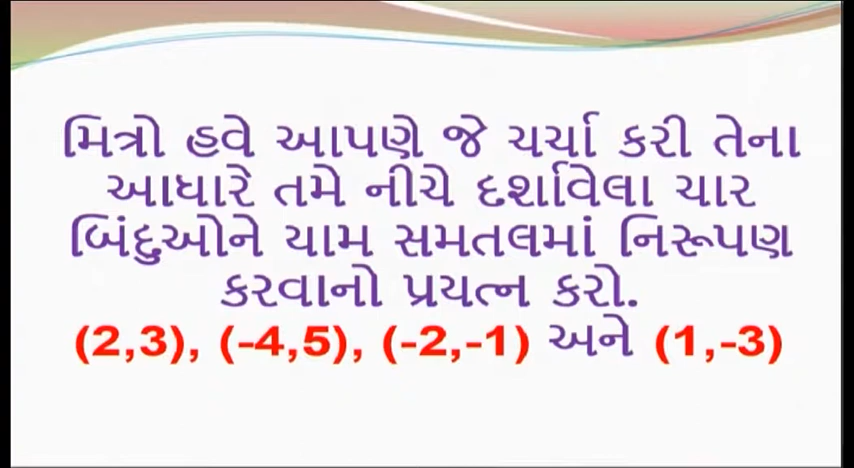 મિત્રો હવે આપણે જે ચર્ચા કરી તેના
આધારે તમે નીચે દર્શાવેલા ચાર
બિંદુઓને યામ સમતલમાં નિરૂપણ
કરવાનો પ્રયત્ન કરો.
(2,3), (-4,5), (-2,-1) અને (1,-3)